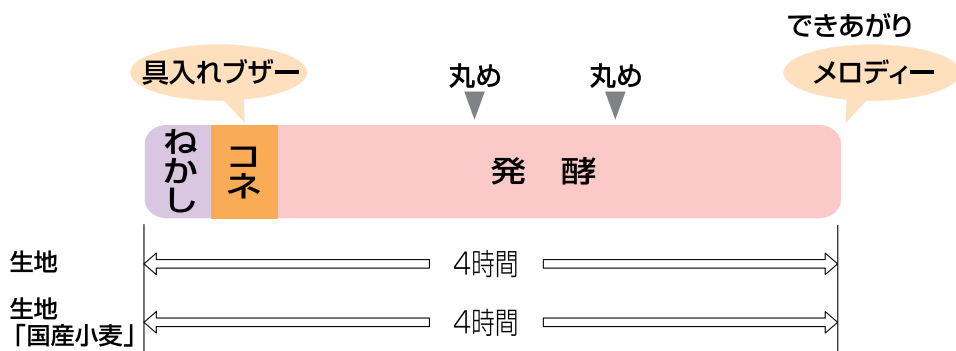 できあがり
具入れブザー
メロディー
丸め
丸め
ねかし
コネ
発 酵
生地
4時間
生地
「国産小麦」
4時間